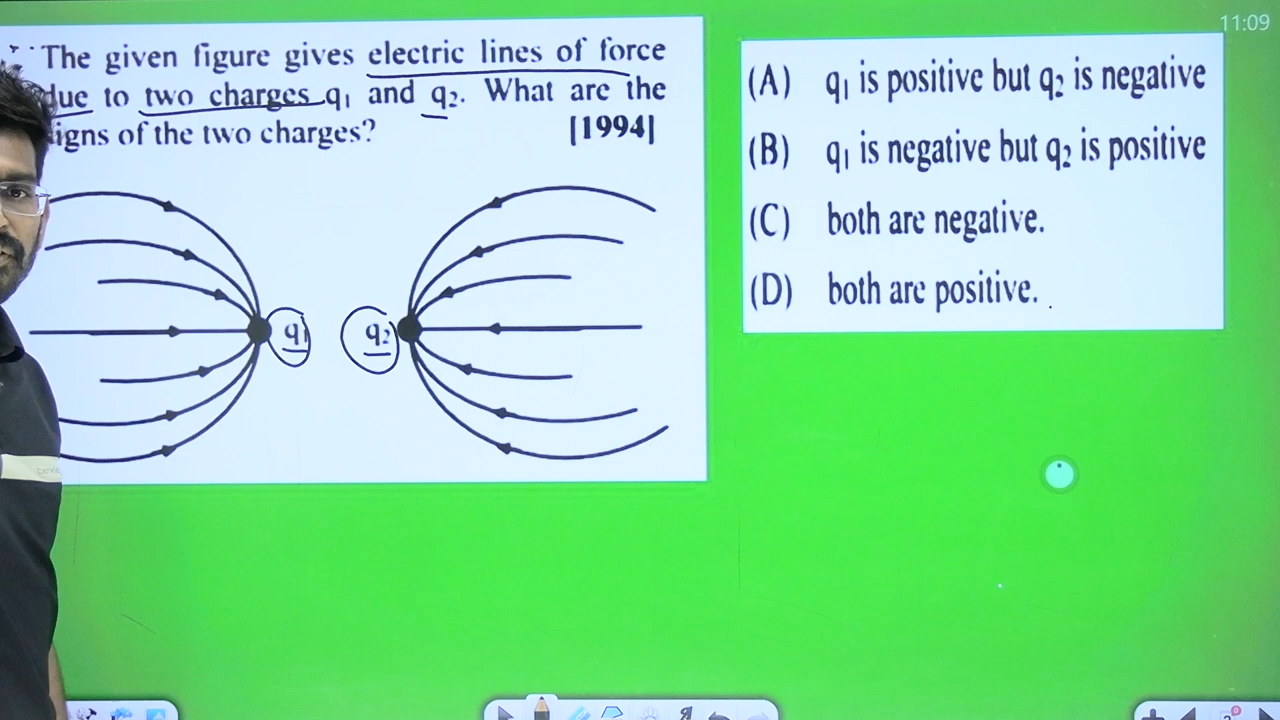 The given figure gives electric lines of force
due to two charges q₁ and q₂. What are the
igns of the two charges? [1994]
q₁ q₂
(A) q₁ is positive but q₂ is negative
(B) q₁ is negative but q₂ is positive
(C) both are negative.
(D) both are positive.
11:09